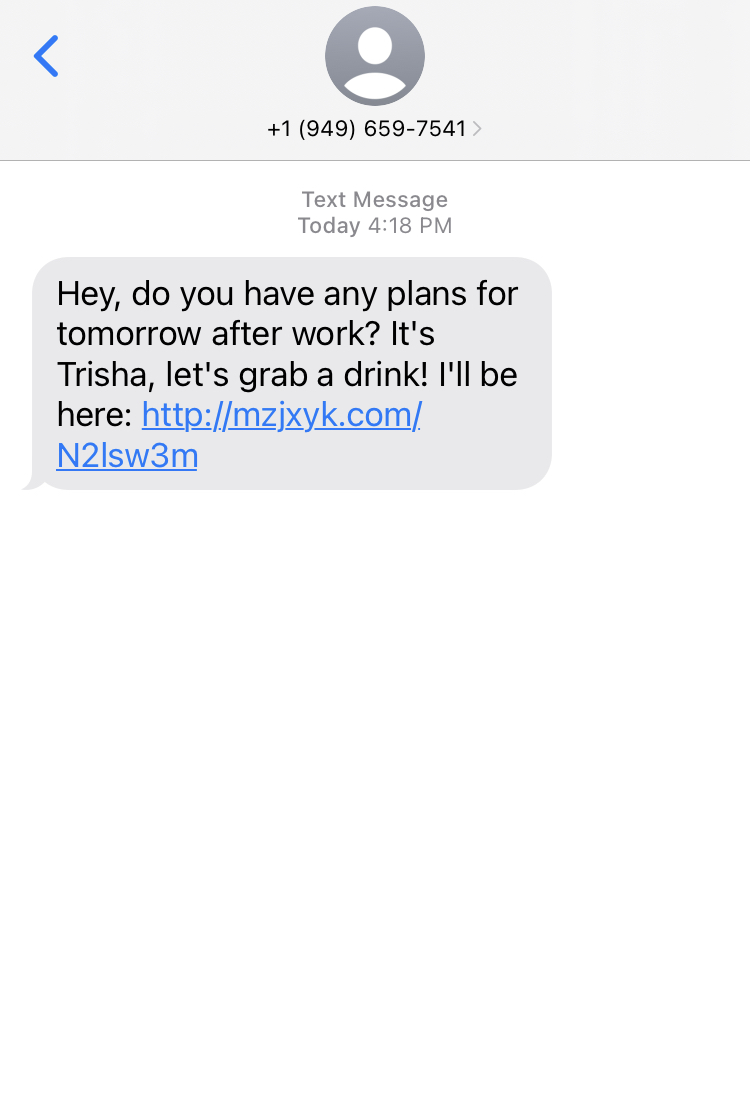 +1 (949) 659-7541
Text Message
Today 4:18 PM
Hey, do you have any plans for
tomorrow after work? It's
Trisha, let's grab a drink! I'll be
here: http://mzjxyk.com/
N2lsw3m